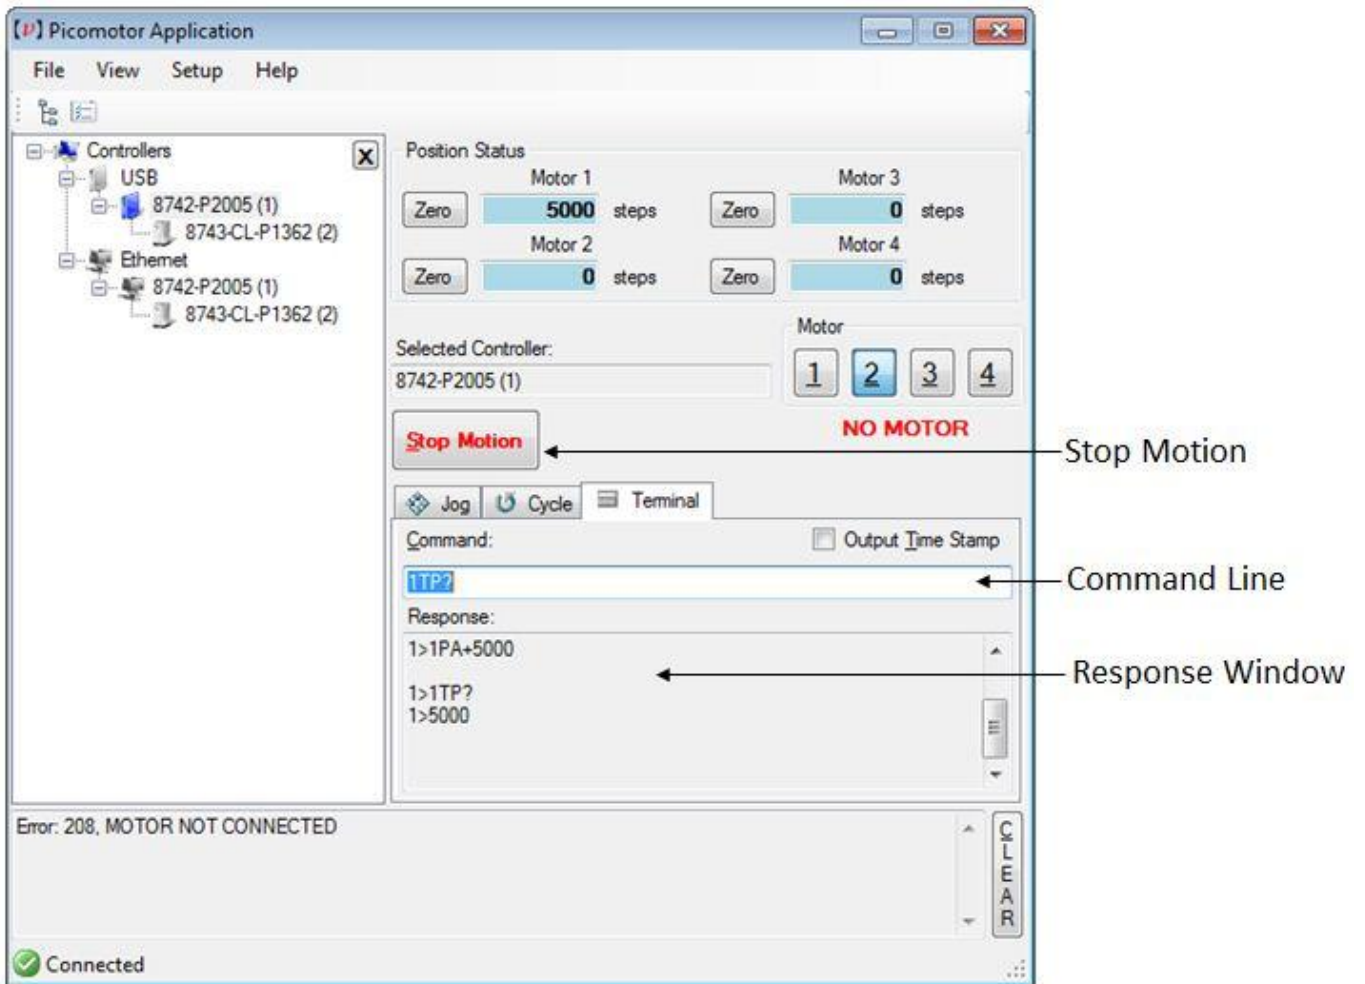 [ν] Picomotor Application
File View Setup Help
Controllers
X
USB
8742-P2005 (1)
8743-CL-P1362 (2)
Ethernet
8742-P2005 (1)
8743-CL-P1362 (2)
Position Status
Motor 1 Motor 3
Zero 5000 steps Zero 0 steps
Motor 2 Motor 4
Zero 0 steps Zero 0 steps
Motor
Selected Controller:
8742-P2005 (1)
1 2 3 4
NO MOTOR
Stop Motion
Stop Motion
Jog Cycle Terminal
Command: Output Time Stamp
1TP?
Command Line
Response:
1>1PA+5000
Response Window
1>1TP?
1>5000
Error: 208, MOTOR NOT CONNECTED
CLEAR
Connected